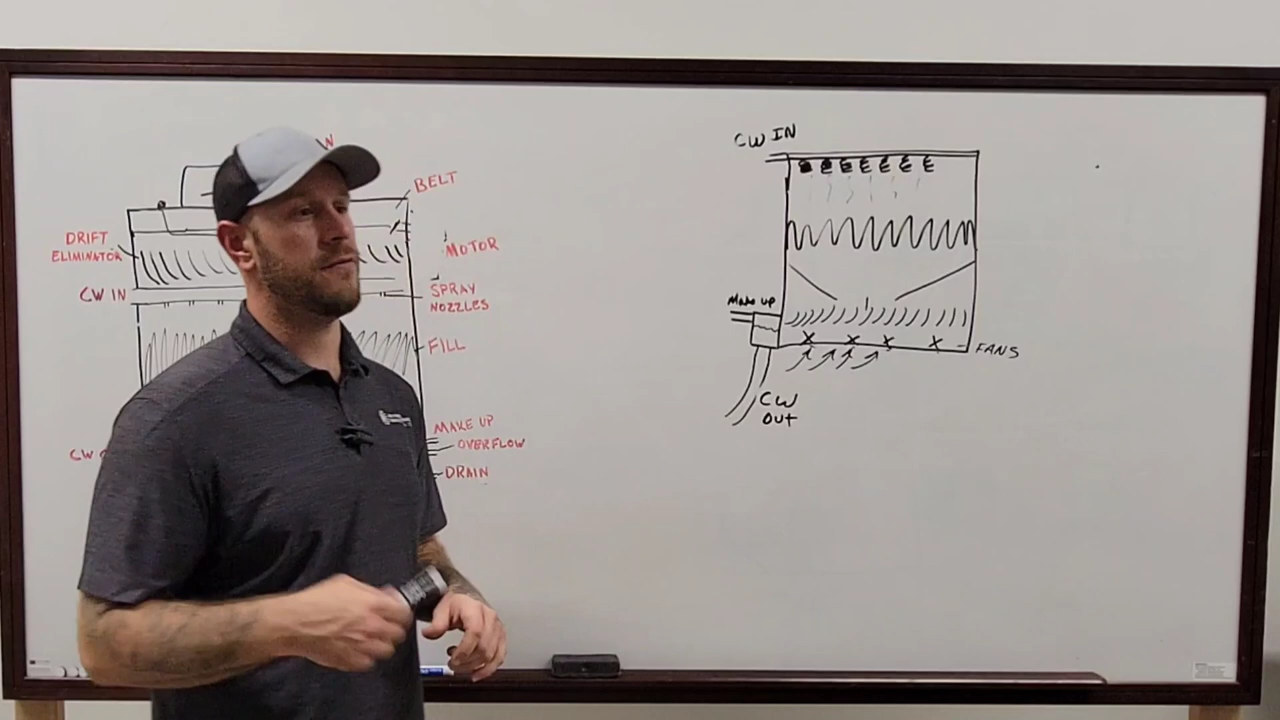 W
BELT
DRIFT
ELIMINATOR
MOTOR
CW IN
SPRAY
NOZZLES
FILL
MAKE UP
OVERFLOW
CW
DRAIN
CW IN
Make up
FANS
CW
OUT